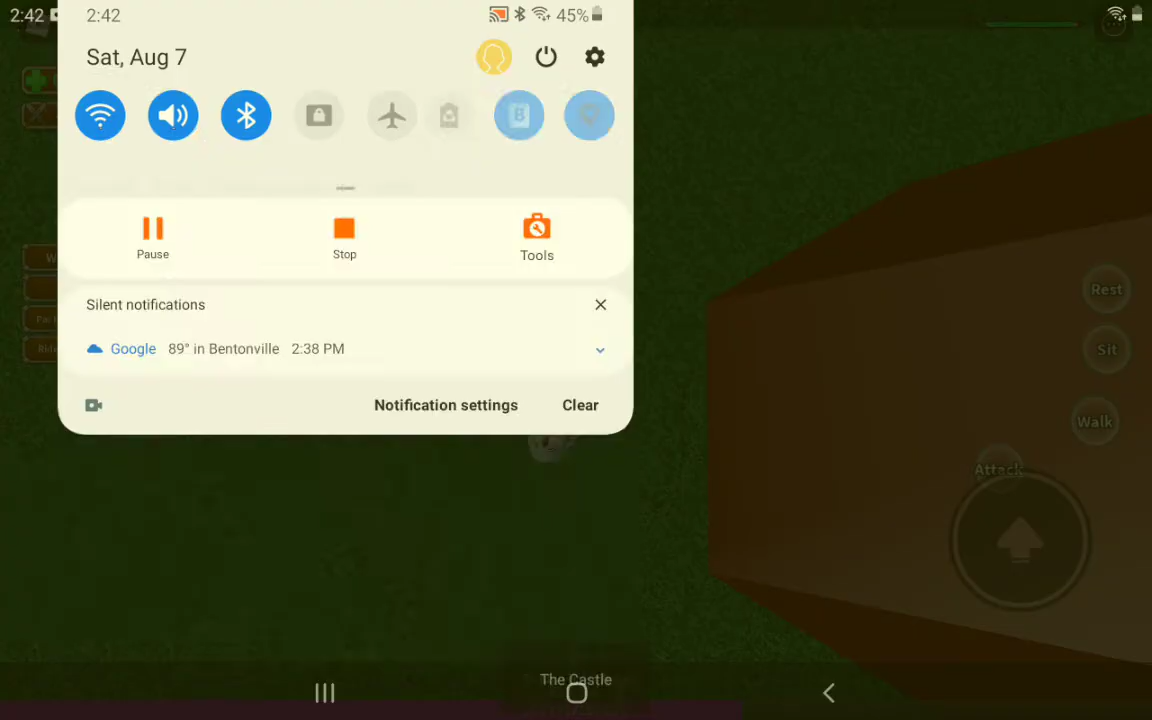 2:42
2:42
45%
Sat, Aug 7
Pause
Stop
Tools
Silent notifications
Google 89° in Bentonville 2:38 PM
Notification settings
Clear
Rest
Sit
Walk
Attack
The Castle